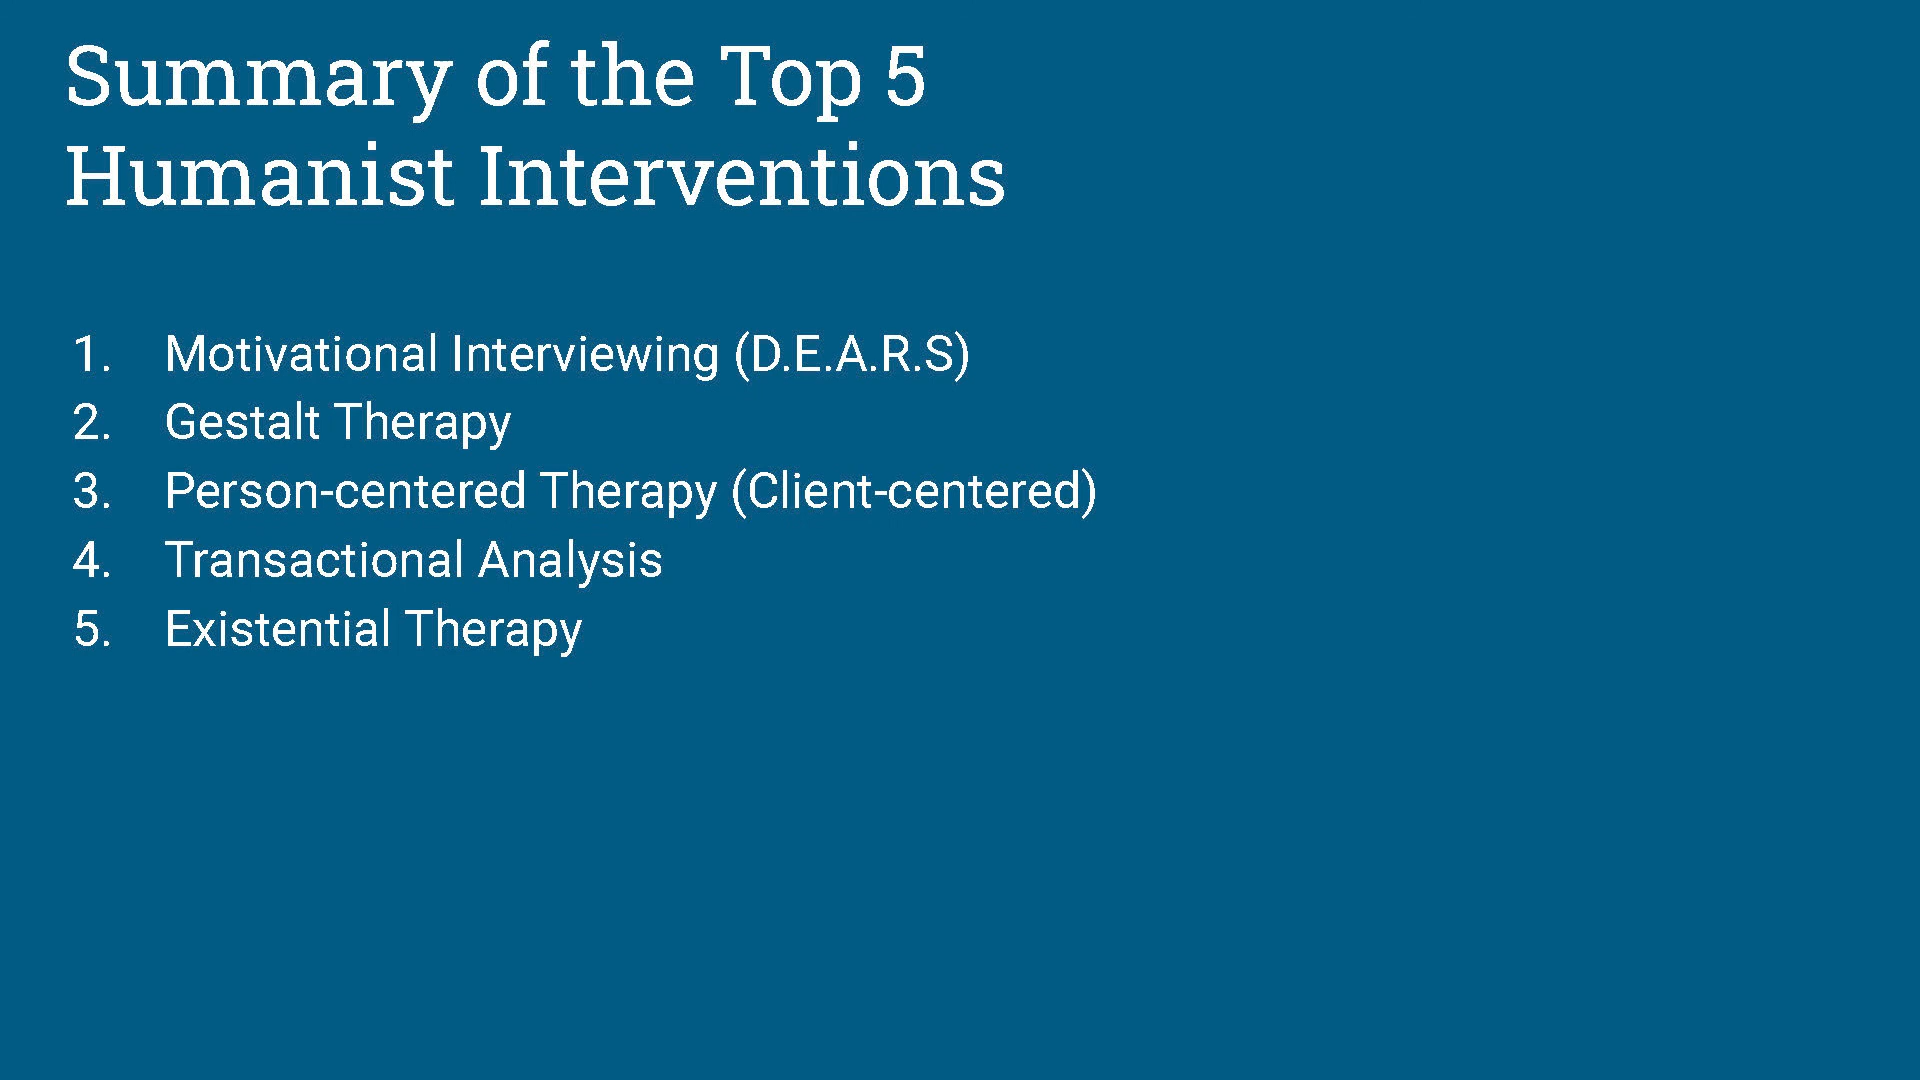 Summary of the Top 5
Humanist Interventions
1. Motivational Interviewing (D.E.A.R.S)
2. Gestalt Therapy
3. Person-centered Therapy (Client-centered)
4. Transactional Analysis
5. Existential Therapy